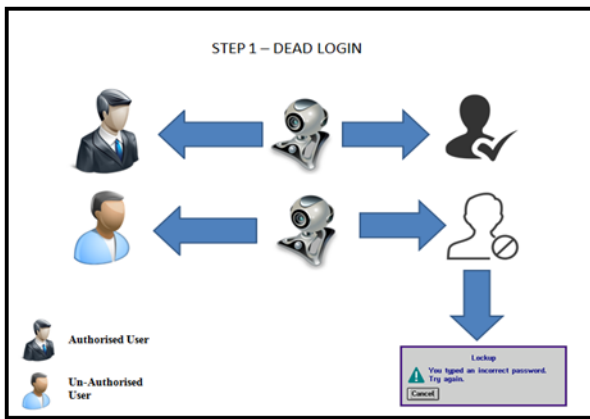 STEP 1 – DEAD LOGIN
Lockup
You typed an incorrect password.
Try again.
Cancel
Authorised User
Un-Authorised
User